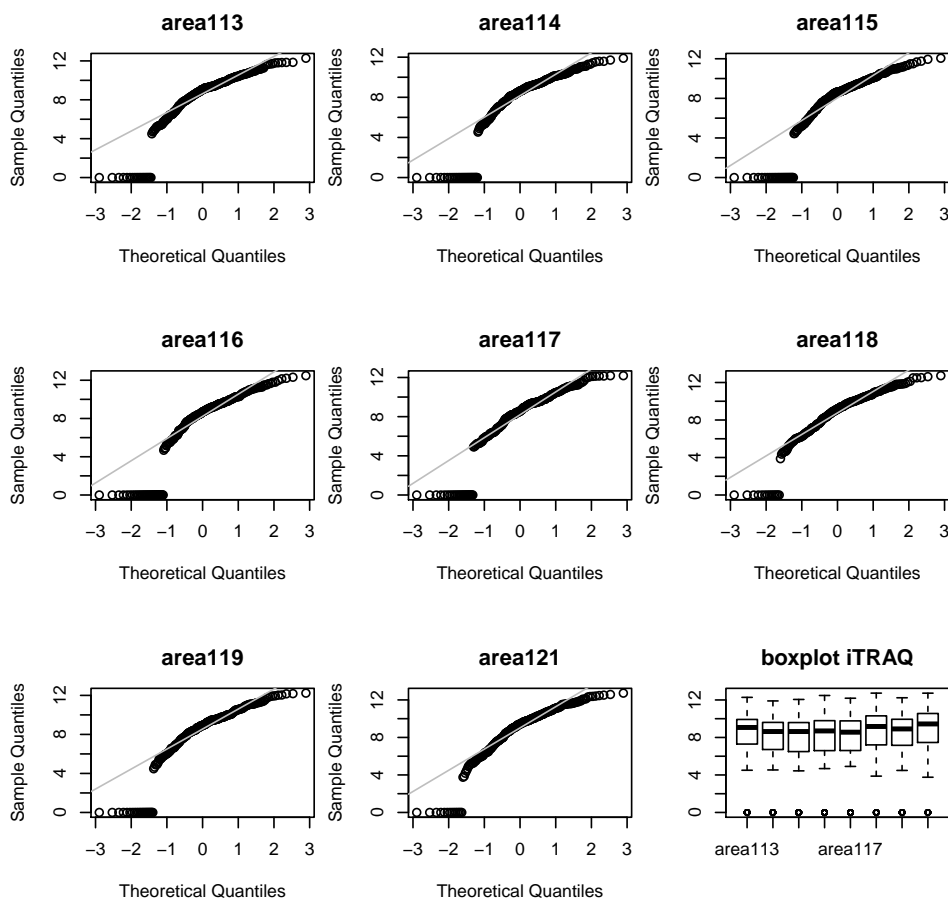 area113
area114
area115
Sample Quantiles
0 4 8 12
Sample Quantiles
0 4 8 12
Sample Quantiles
0 4 8 12
−3 −2 −1 0 1 2 3
−3 −2 −1 0 1 2 3
−3 −2 −1 0 1 2 3
Theoretical Quantiles
Theoretical Quantiles
Theoretical Quantiles
area116
area117
area118
Sample Quantiles
0 4 8 12
Sample Quantiles
0 4 8 12
Sample Quantiles
0 4 8 12
−3 −2 −1 0 1 2 3
−3 −2 −1 0 1 2 3
−3 −2 −1 0 1 2 3
Theoretical Quantiles
Theoretical Quantiles
Theoretical Quantiles
area119
area121
boxplot iTRAQ
Sample Quantiles
0 4 8 12
Sample Quantiles
0 4 8 12
0 4 8 12
−3 −2 −1 0 1 2 3
−3 −2 −1 0 1 2 3
area113 area117
Theoretical Quantiles
Theoretical Quantiles